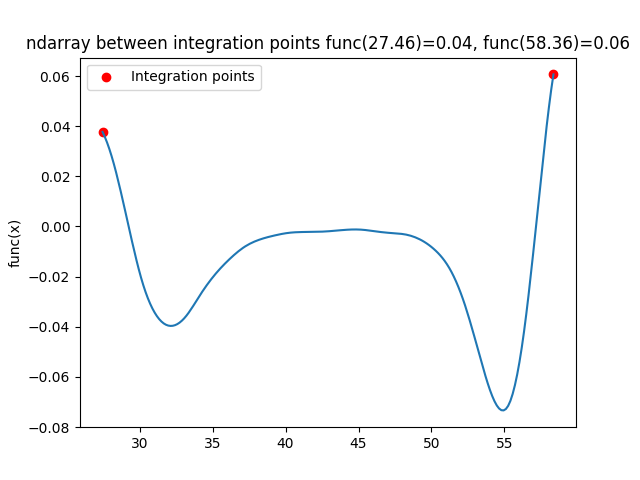 ndarray between integration points func(27.46)=0.04, func(58.36)=0.06
Integration points
func(x)
0.06
0.04
0.02
0.00
−0.02
−0.04
−0.06
−0.08
30 35 40 45 50 55